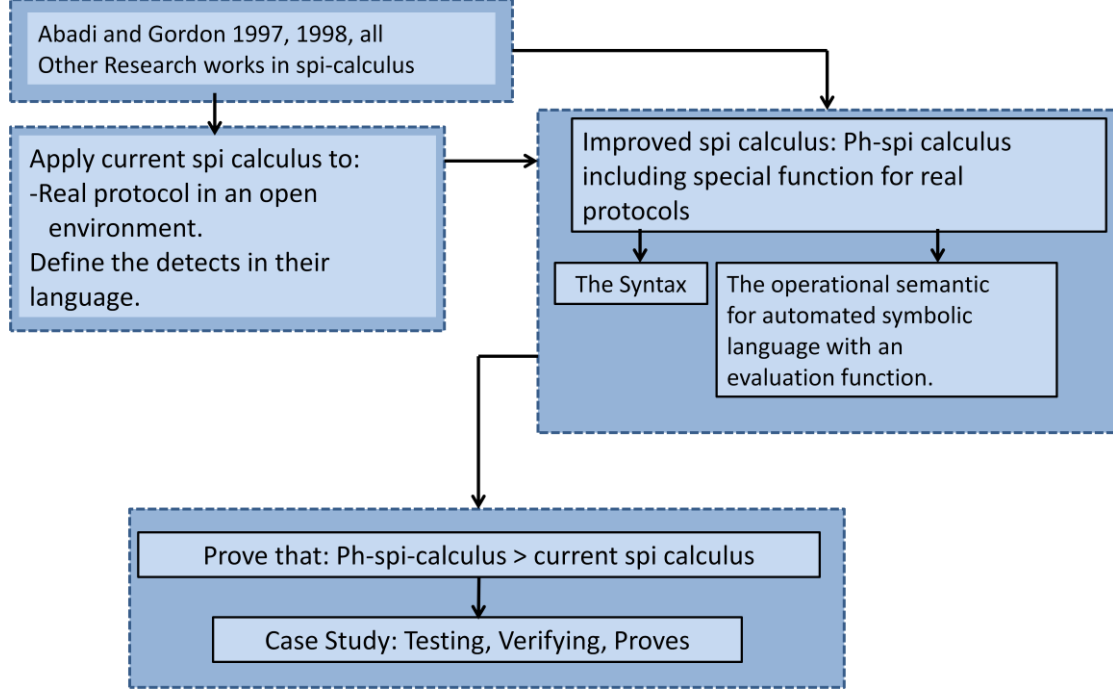 Abadi and Gordon 1997, 1998, all
Other Research works in spi-calculus
Apply current spi calculus to:
-Real protocol in an open
environment.
Define the detects in their
language.
Improved spi calculus: Ph-spi calculus
including special function for real
protocols
The Syntax
The operational semantic
for automated symbolic
language with an
evaluation function.
Prove that: Ph-spi-calculus > current spi calculus
Case Study: Testing, Verifying, Proves